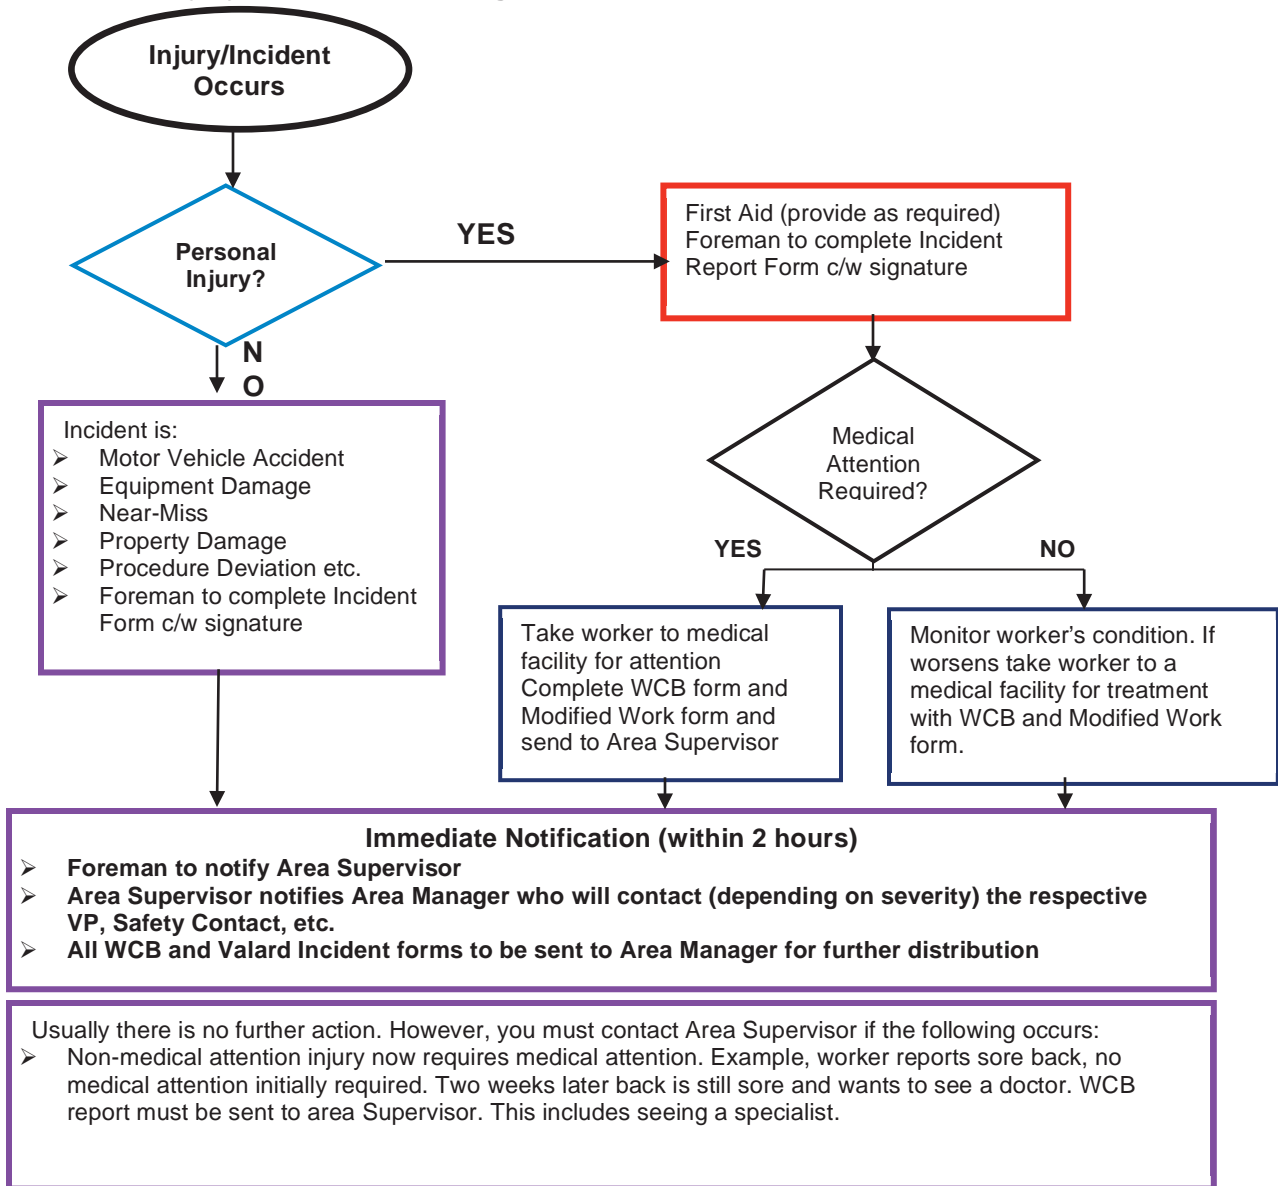 Injury/Incident
Occurs
Personal
Injury?
YES
First Aid (provide as required)
Foreman to complete Incident
Report Form c/w signature
N
O
Incident is:
➢ Motor Vehicle Accident
➢ Equipment Damage
➢ Near-Miss
➢ Property Damage
➢ Procedure Deviation etc.
➢ Foreman to complete Incident
Form c/w signature
Medical
Attention
Required?
YES
NO
Take worker to medical
facility for attention
Complete WCB form and
Modified Work form and
send to Area Supervisor
Monitor worker's condition. If
worsens take worker to a
medical facility for treatment
with WCB and Modified Work
form.
Immediate Notification (within 2 hours)
➢ Foreman to notify Area Supervisor
➢ Area Supervisor notifies Area Manager who will contact (depending on severity) the respective
VP, Safety Contact, etc.
➢ All WCB and Valard Incident forms to be sent to Area Manager for further distribution
Usually there is no further action. However, you must contact Area Supervisor if the following occurs:
➢ Non-medical attention injury now requires medical attention. Example, worker reports sore back, no
medical attention initially required. Two weeks later back is still sore and wants to see a doctor. WCB
report must be sent to area Supervisor. This includes seeing a specialist.